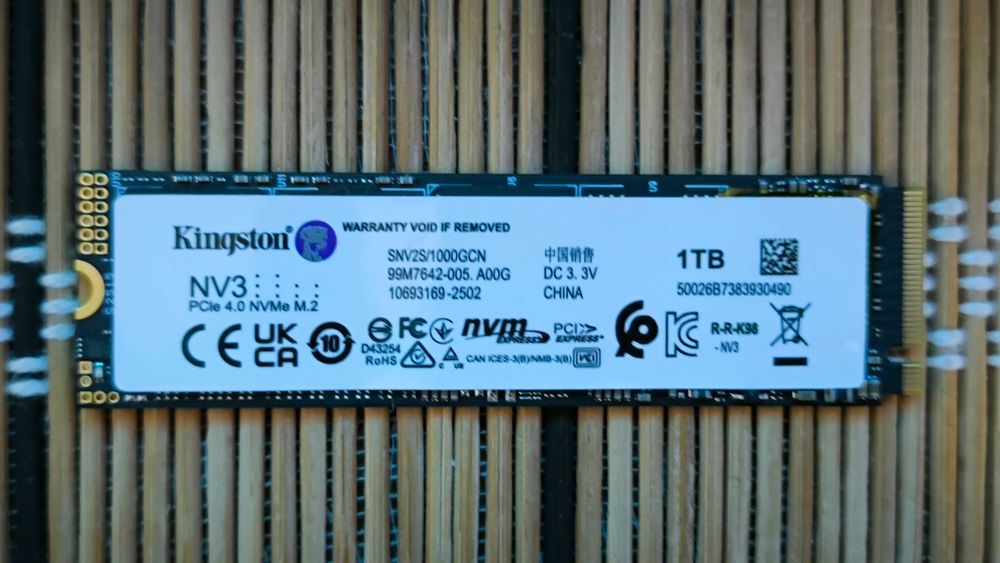 Kingston
WARRANTY VOID IF REMOVED
NV3
PCIe 4.0 NVMe M.2
SNV2S/1000GCN
99M7642-005.A00G
10693169-2502
中国销售
DC 3.3V
CHINA
1TB
50026B7383930490
CE
UK
CA
10
D43254
RoHS
FC
nvm
EXPRESS
PCI
EXPRESS
CAN ICES-3(B)/NMB-3(B)
VCI
R-R-K98
- NV3
U9